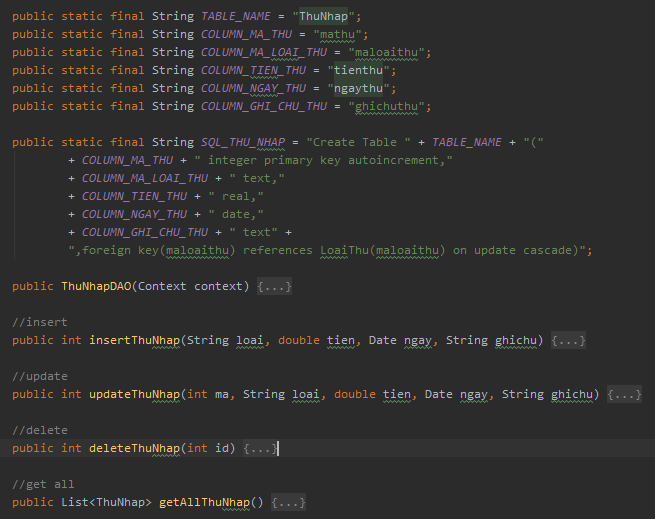 public static final String TABLE_NAME = "ThuNhap";
public static final String COLUMN_MA_THU = "mathu";
public static final String COLUMN_MA_LOAI_THU = "maloaithu";
public static final String COLUMN_TIEN_THU = "tienthu";
public static final String COLUMN_NGAY_THU = "ngaythu";
public static final String COLUMN_GHI_CHU_THU = "ghichuthu";
public static final String SQL_THU_NHAP = "Create Table " + TABLE_NAME + "("
+ COLUMN_MA_THU + " integer primary key autoincrement,"
+ COLUMN_MA_LOAI_THU + " text,"
+ COLUMN_TIEN_THU + " real,"
+ COLUMN_NGAY_THU + " date,"
+ COLUMN_GHI_CHU_THU + " text" +
",foreign key(maloaithu) references LoaiThu(maloaithu) on update cascade)";
public ThuNhapDAO(Context context) {...}
//insert
public int insertThuNhap(String loai, double tien, Date ngay, String ghichu) {...}
//update
public int updateThuNhap(int ma, String loai, double tien, Date ngay, String ghichu) {...}
//delete
public int deleteThuNhap(int id) {...}
//get all
public List<ThuNhap> getAllThuNhap() {...}